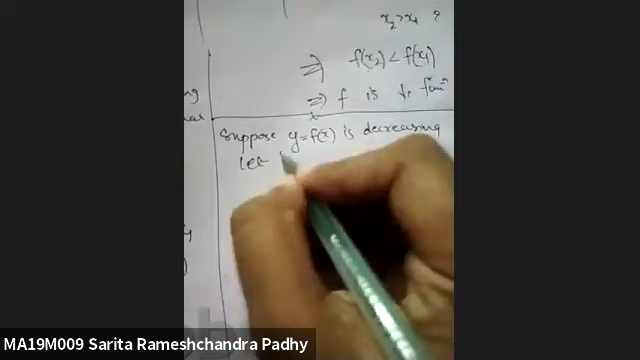 x₂ > x₁ ?
⇒ f(x₂) < f(x₁)
⇒ f is
Suppose y = f(x) is decreasing
let
MA19M009 Sarita Rameshchandra Padhy